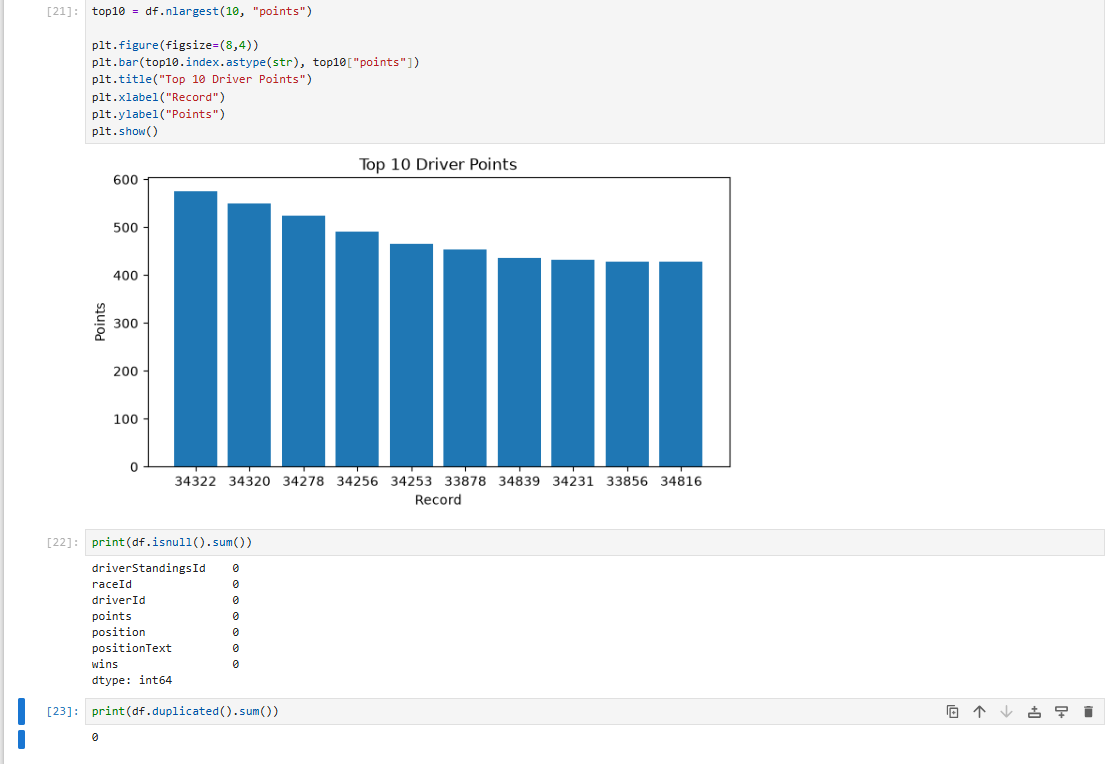 [21]: top10 = df.nlargest(10, "points")
plt.figure(figsize=(8,4))
plt.bar(top10.index.astype(str), top10["points"])
plt.title("Top 10 Driver Points")
plt.xlabel("Record")
plt.ylabel("Points")
plt.show()
Top 10 Driver Points
600
500
400
300
200
100
0
Points
34322 34320 34278 34256 34253 33878 34839 34231 33856 34816
Record
[22]: print(df.isnull().sum())
driverStandingsId 0
raceId 0
driverId 0
points 0
position 0
positionText 0
wins 0
dtype: int64
[23]: print(df.duplicated().sum())
0